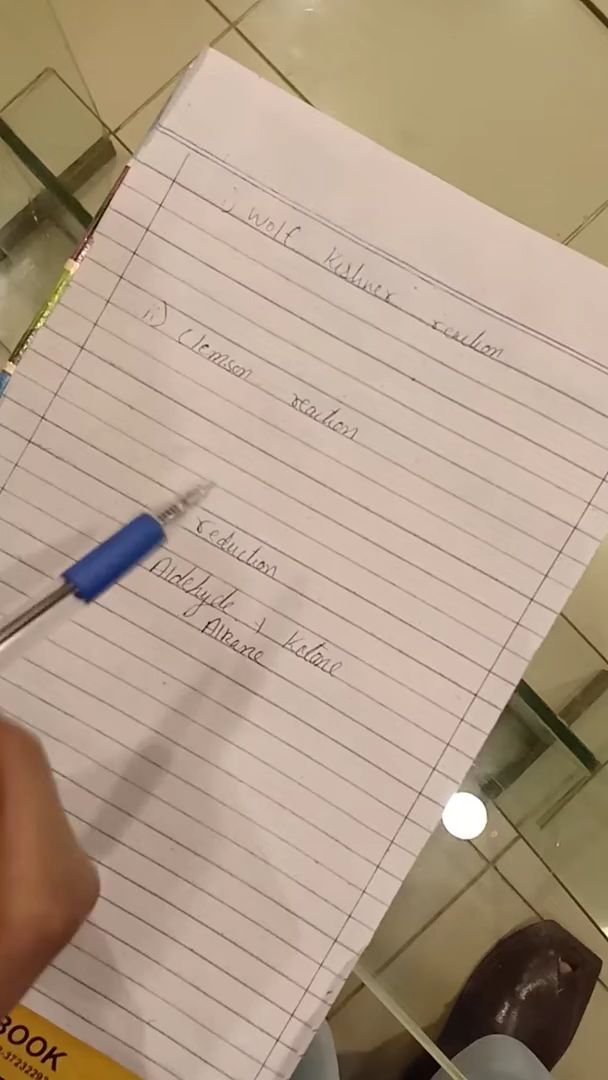 i) Wolf Kishner reaction
ii) Clemson reaction
reduction
Aldehyde + Ketone
Alkane
BOOK